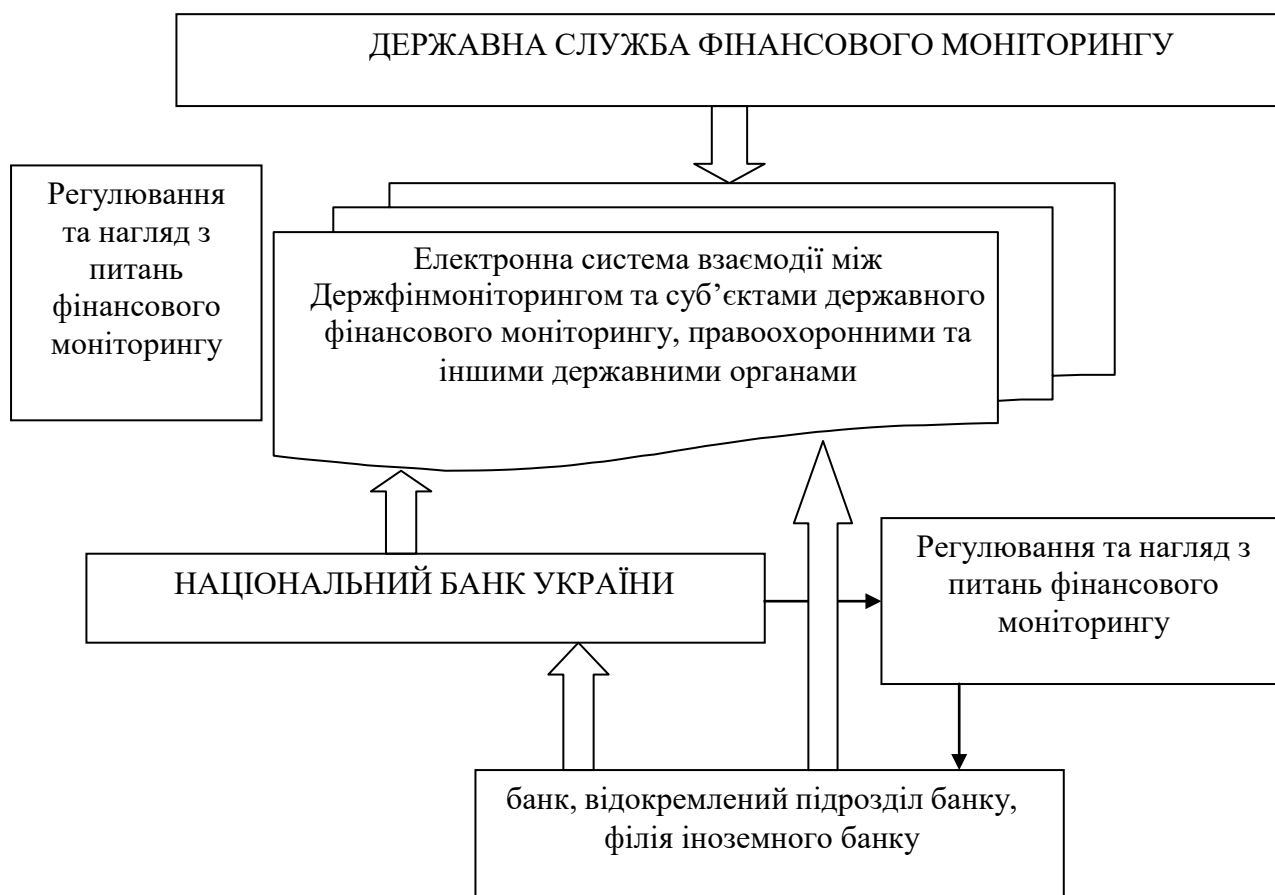 ДЕРЖАВНА СЛУЖБА ФІНАНСОВОГО МОНІТОРИНГУ
Регулювання
та нагляд з
питань
фінансового
моніторингу
Електронна система взаємодії між
Держфінмоніторингом та суб’єктами державного
фінансового моніторингу, правоохоронними та
іншими державними органами
НАЦІОНАЛЬНИЙ БАНК УКРАЇНИ
Регулювання та нагляд з
питань фінансового
моніторингу
банк, відокремлений підрозділ банку,
філія іноземного банку